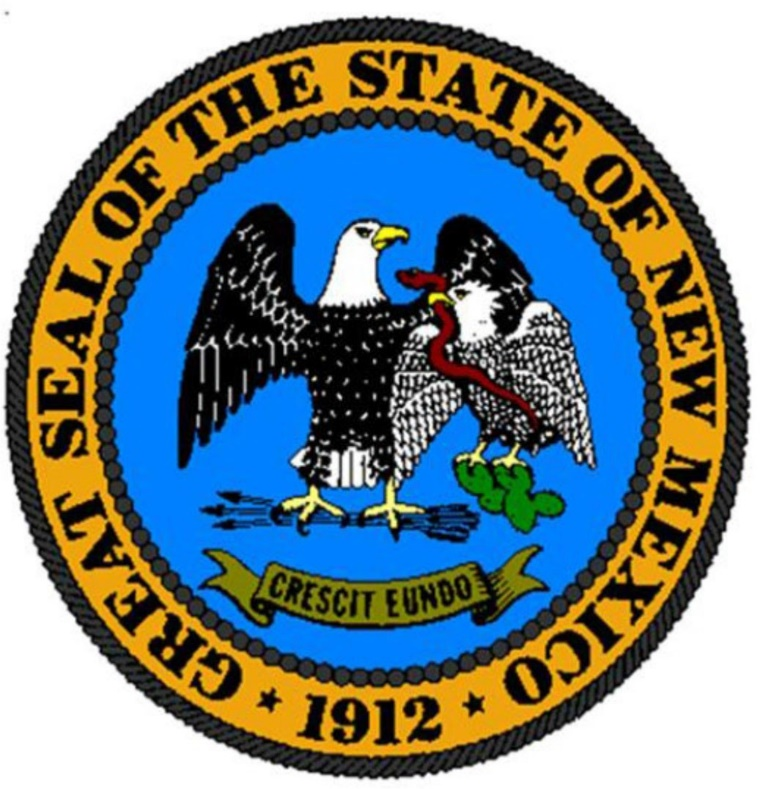 GREAT SEAL OF THE STATE OF NEW MEXICO
CRESCIT EUNDO
★ 1912 ★